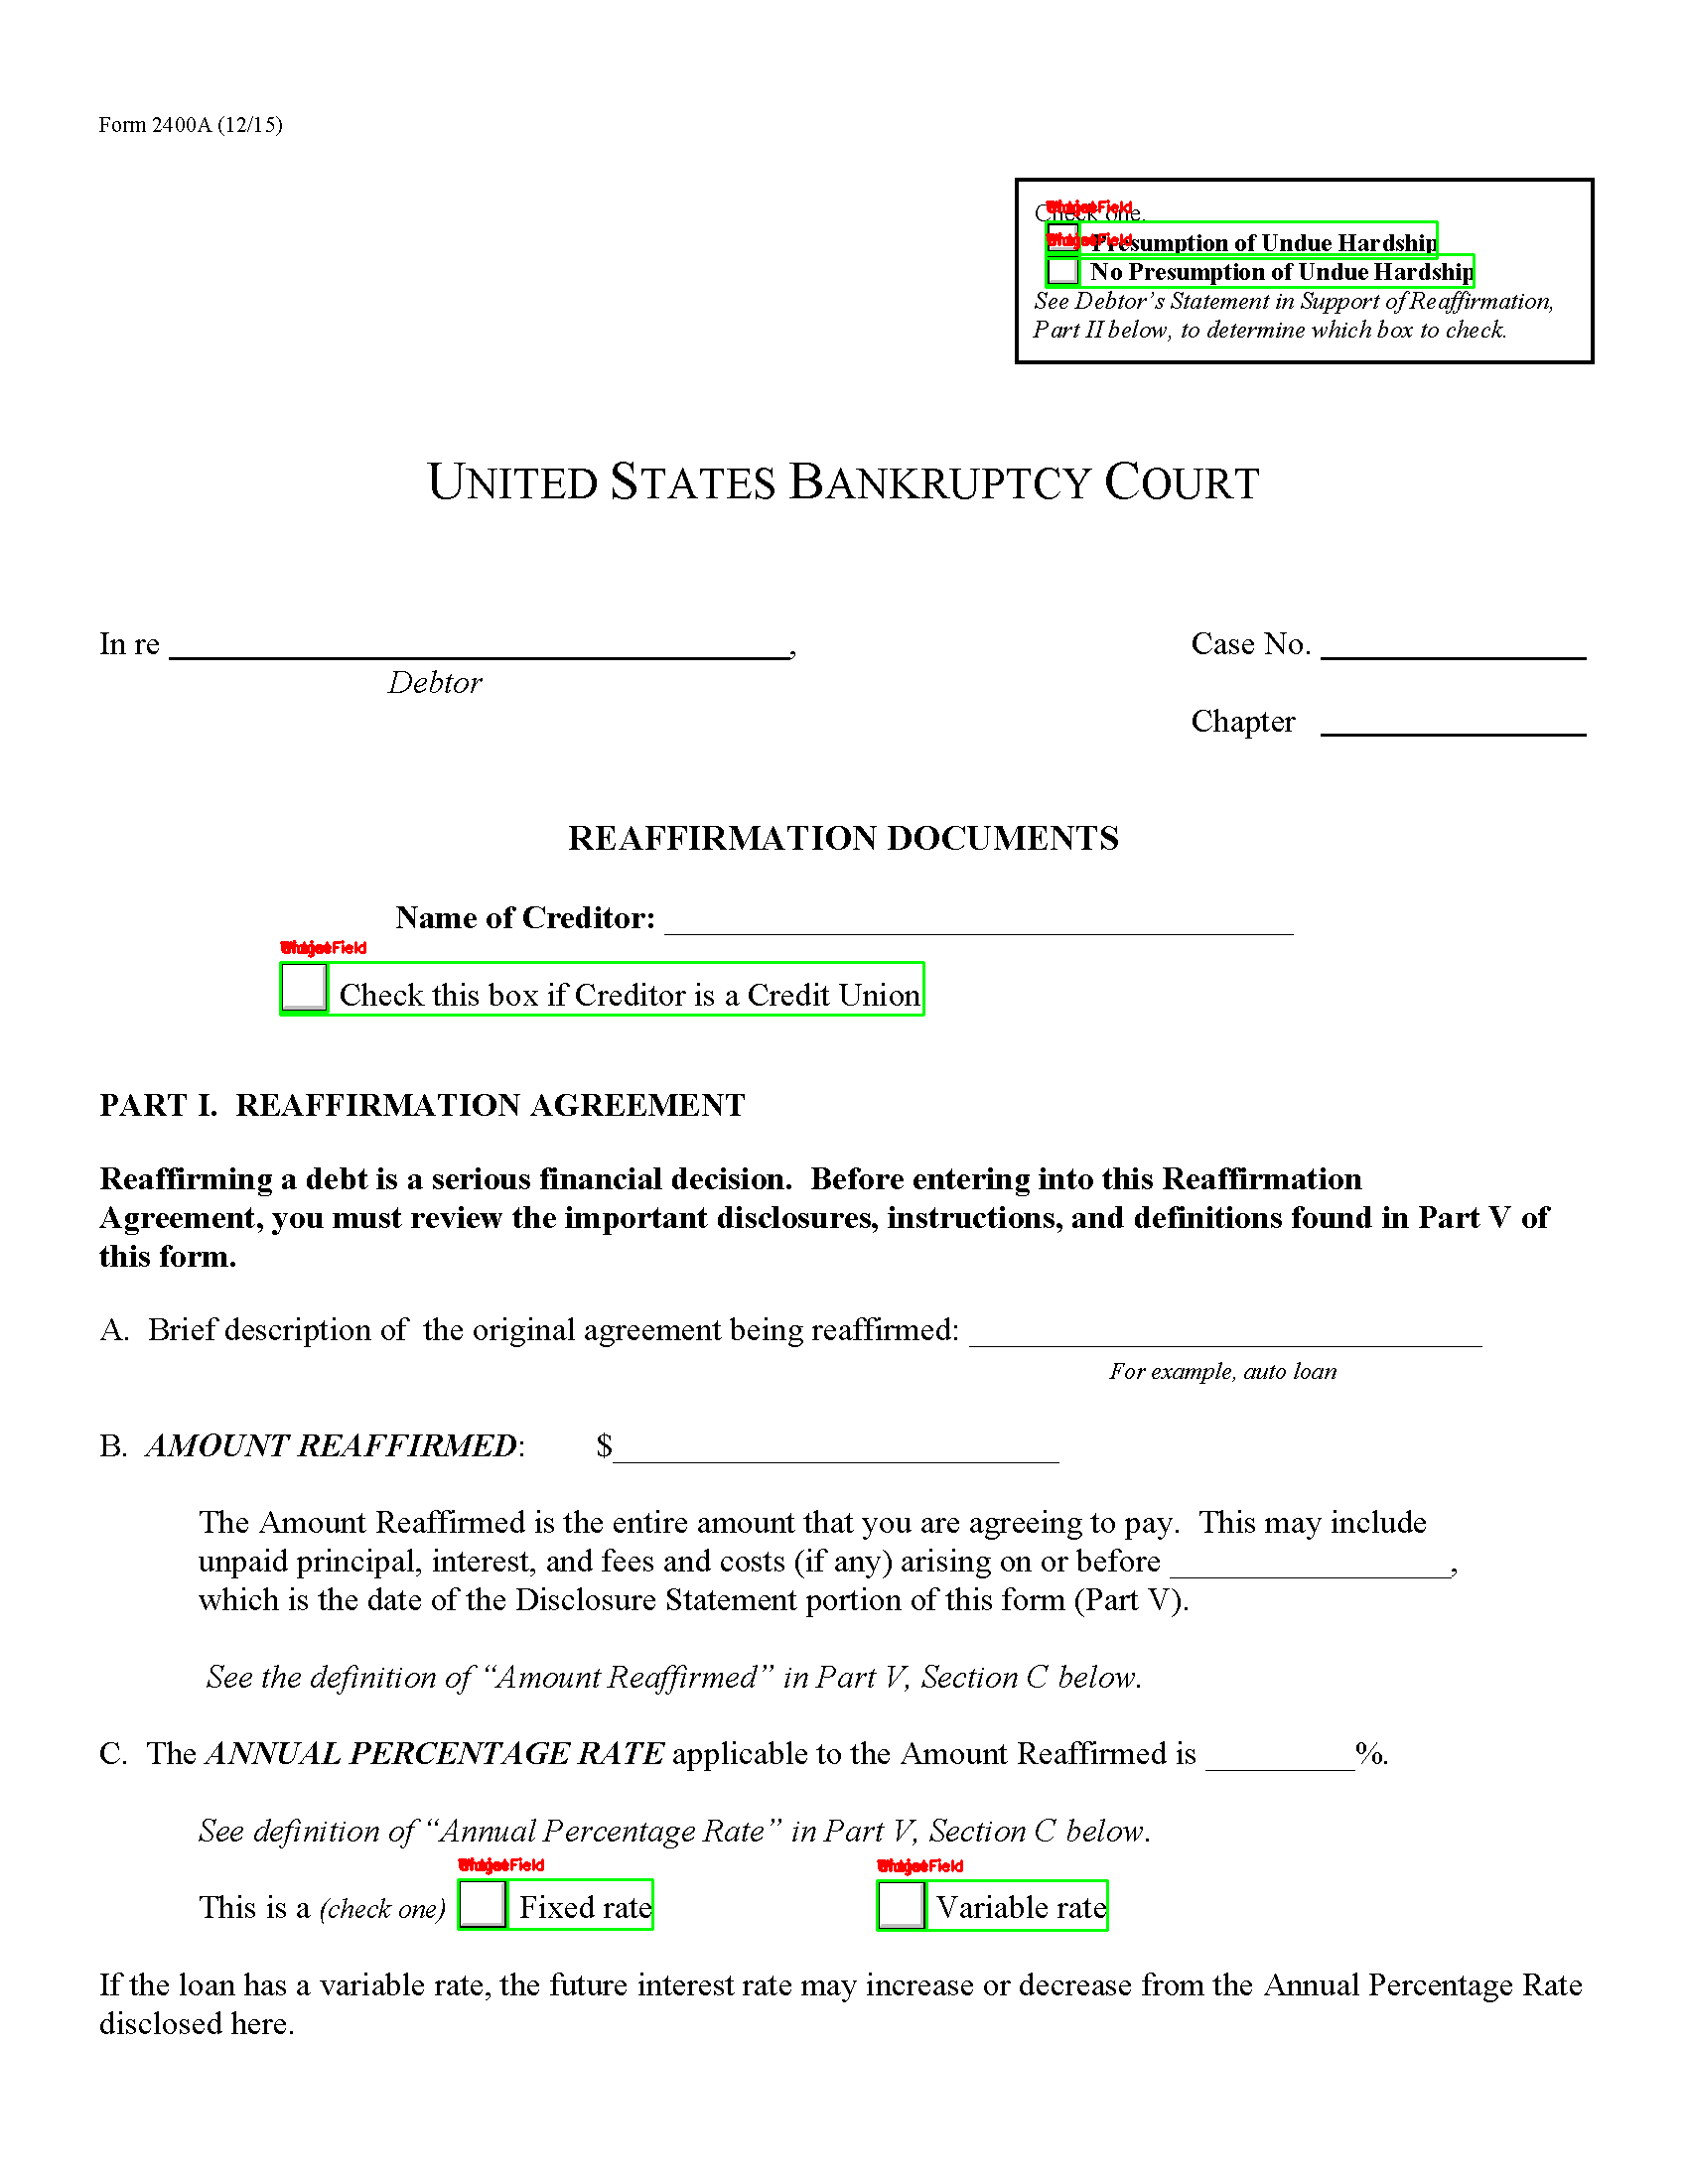 Form 2400A (12/15)
Check one.
Presumption of Undue Hardship
No Presumption of Undue Hardship
See Debtor's Statement in Support of Reaffirmation,
Part II below, to determine which box to check.
UNITED STATES BANKRUPTCY COURT
In re ,
Debtor
Case No.
Chapter
REAFFIRMATION DOCUMENTS
Name of Creditor:
Field
Check this box if Creditor is a Credit Union
PART I. REAFFIRMATION AGREEMENT
Reaffirming a debt is a serious financial decision. Before entering into this Reaffirmation
Agreement, you must review the important disclosures, instructions, and definitions found in Part V of
this form.
A. Brief description of the original agreement being reaffirmed:
For example, auto loan
B. AMOUNT REAFFIRMED: $
The Amount Reaffirmed is the entire amount that you are agreeing to pay. This may include
unpaid principal, interest, and fees and costs (if any) arising on or before ,
which is the date of the Disclosure Statement portion of this form (Part V).
See the definition of “Amount Reaffirmed” in Part V, Section C below.
C. The ANNUAL PERCENTAGE RATE applicable to the Amount Reaffirmed is %.
See definition of “Annual Percentage Rate” in Part V, Section C below.
Field Field
This is a (check one) Fixed rate Variable rate
If the loan has a variable rate, the future interest rate may increase or decrease from the Annual Percentage Rate
disclosed here.